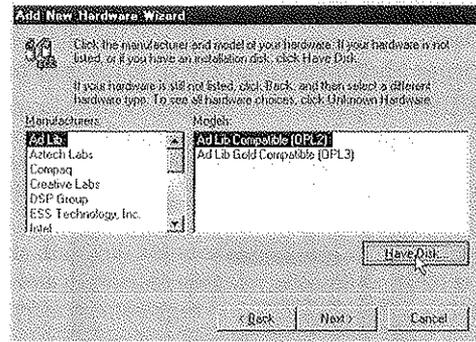 Add New Hardware Wizard
Click the manufacturer and model of your hardware. If your hardware is not
listed, or if you have an installation disk, click Have Disk.
If your hardware is still not listed, click Back, and then select a different
hardware type. To see all hardware choices, click Unknown Hardware
Manufacturers:
Models:
Ad Lib
Aztech Labs
Compaq
Creative Labs
DSP Group
ESS Technology, Inc.
Intel
Ad Lib Compatible (OPL2)
Ad Lib Gold Compatible (OPL3)
Have Disk...
< Back
Next >
Cancel